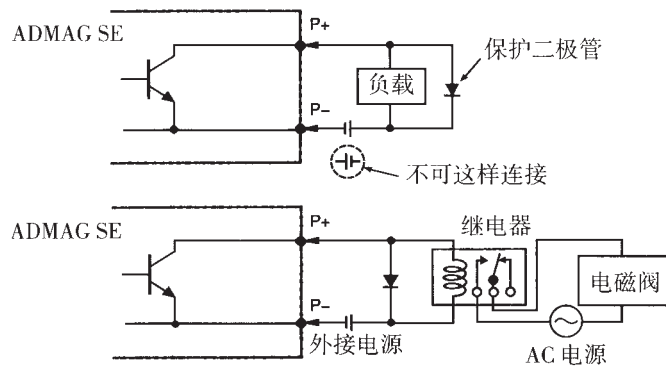 ADMAG SE
P+
保护二极管
负载
P-
不可这样连接
P+
继电器
ADMAG SE
电磁阀
P-
外接电源
AC 电源